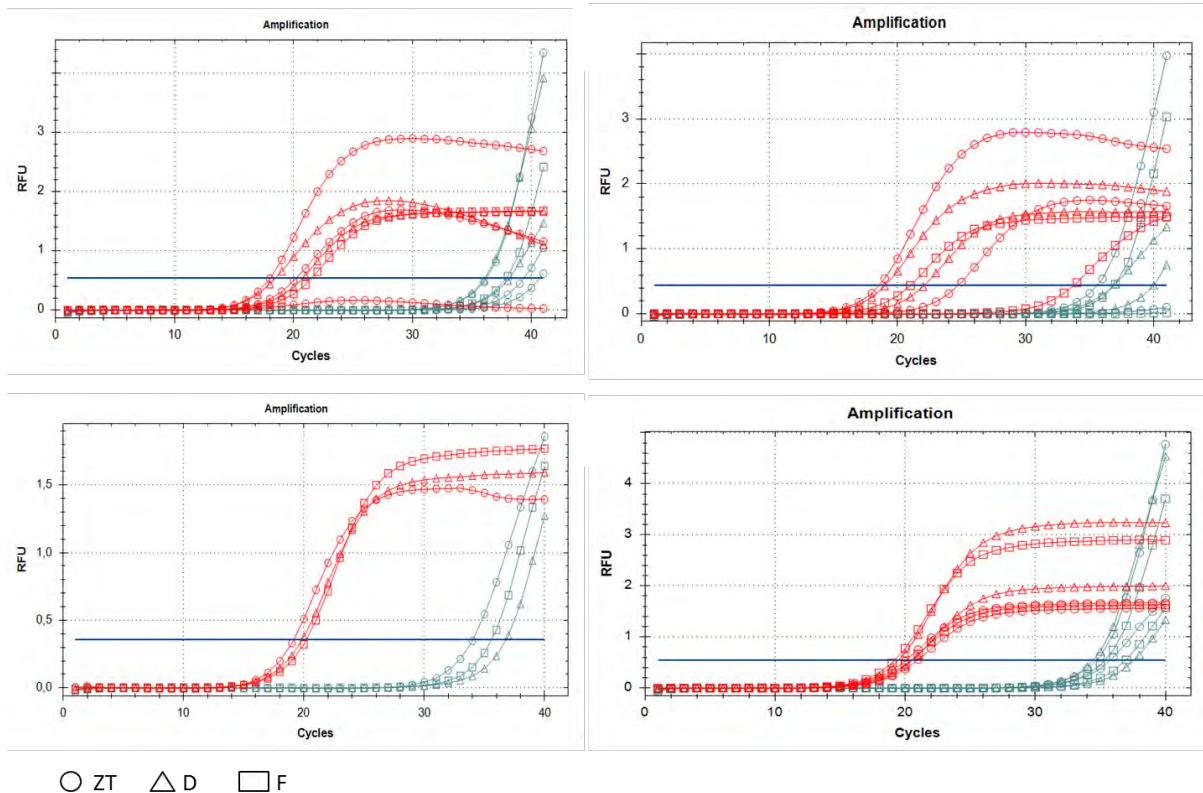 Amplification
3
2
1
0
0
10
20
30
40
RFU
Cycles
Amplification
3
2
1
0
0
10
20
30
40
RFU
Cycles
Amplification
1,5
1,0
0,5
0,0
0
10
20
30
40
RFU
Cycles
Amplification
4
3
2
1
0
0
10
20
30
40
RFU
Cycles
ZT D F